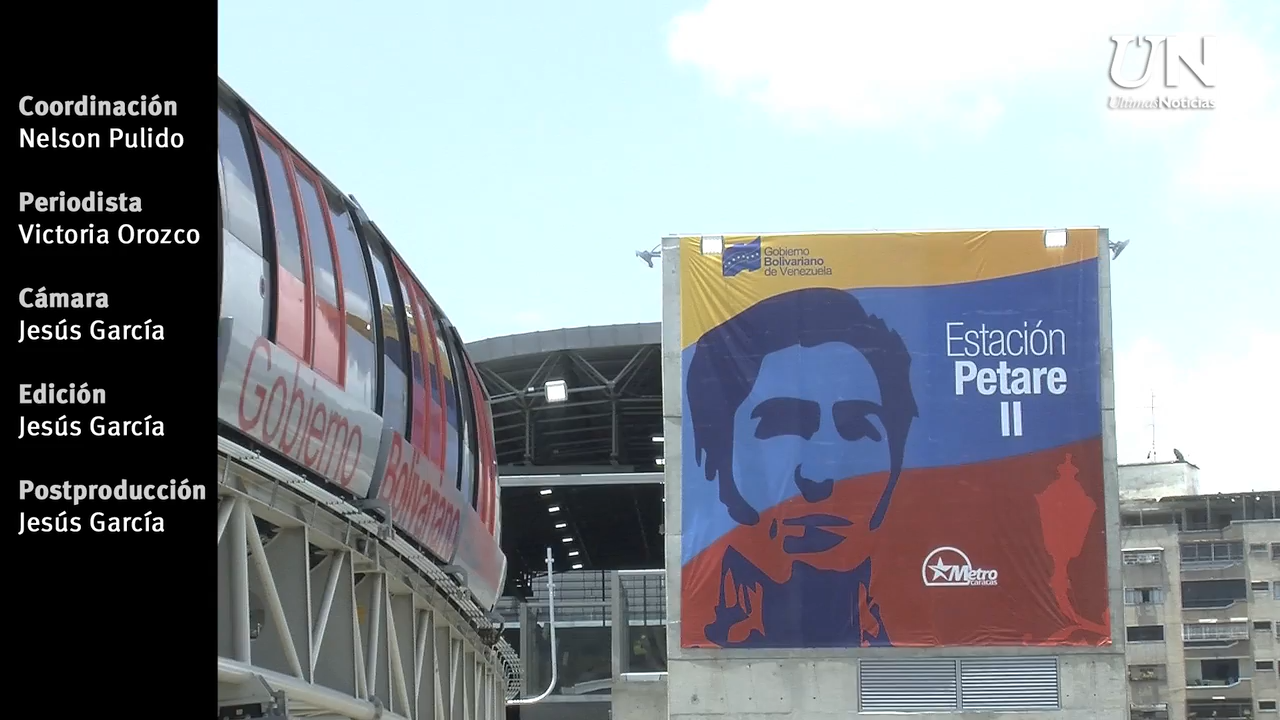 Coordinación
Nelson Pulido
Periodista
Victoria Orozco
Cámara
Jesús García
Edición
Jesús García
Postproducción
Jesús García
UN
ÚltimasNoticias
Gobierno
Bolivariano
Gobierno
Bolivariano
de Venezuela
Estación
Petare
II
Metro
caracas